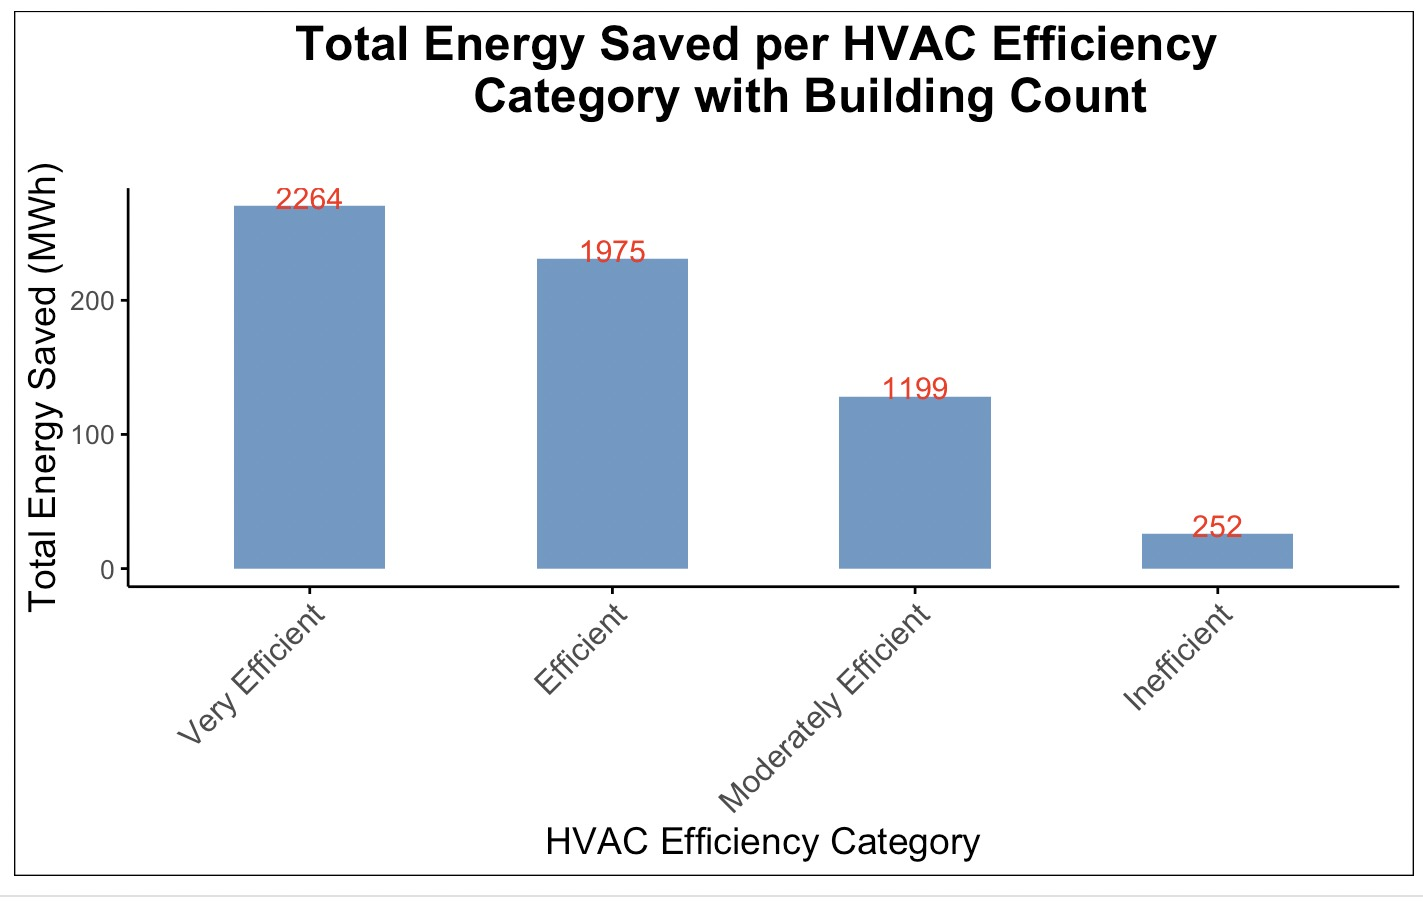 Total Energy Saved per HVAC Efficiency
Category with Building Count
Total Energy Saved (MWh)
200
100
0
2264
1975
1199
252
Very Efficient
Efficient
Moderately Efficient
Inefficient
HVAC Efficiency Category